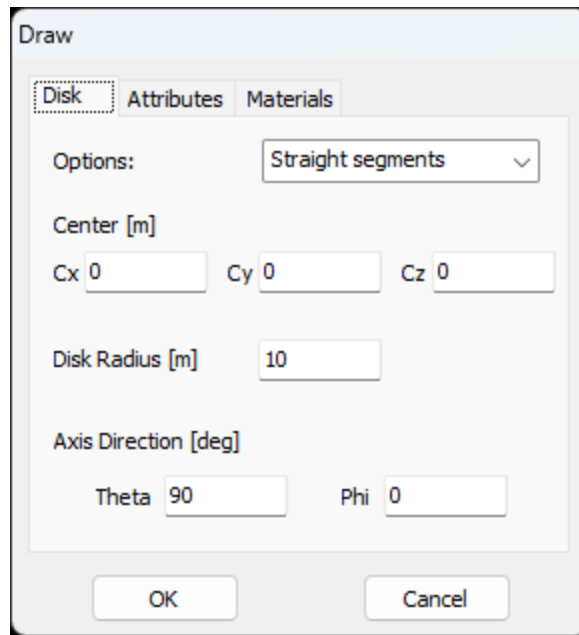 Draw
Disk Attributes Materials
Options: Straight segments
Center [m]
Cx 0 Cy 0 Cz 0
Disk Radius [m] 10
Axis Direction [deg]
Theta 90 Phi 0
OK Cancel